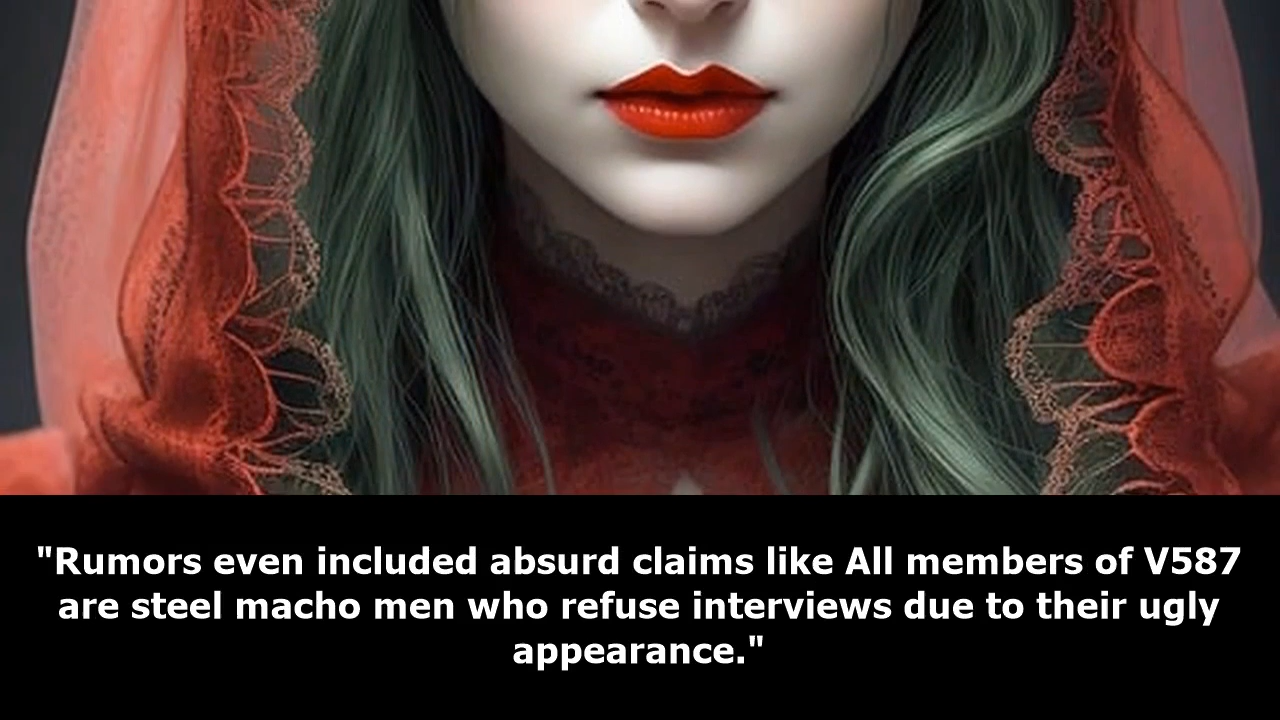 "Rumors even included absurd claims like All members of V587
are steel macho men who refuse interviews due to their ugly
appearance."